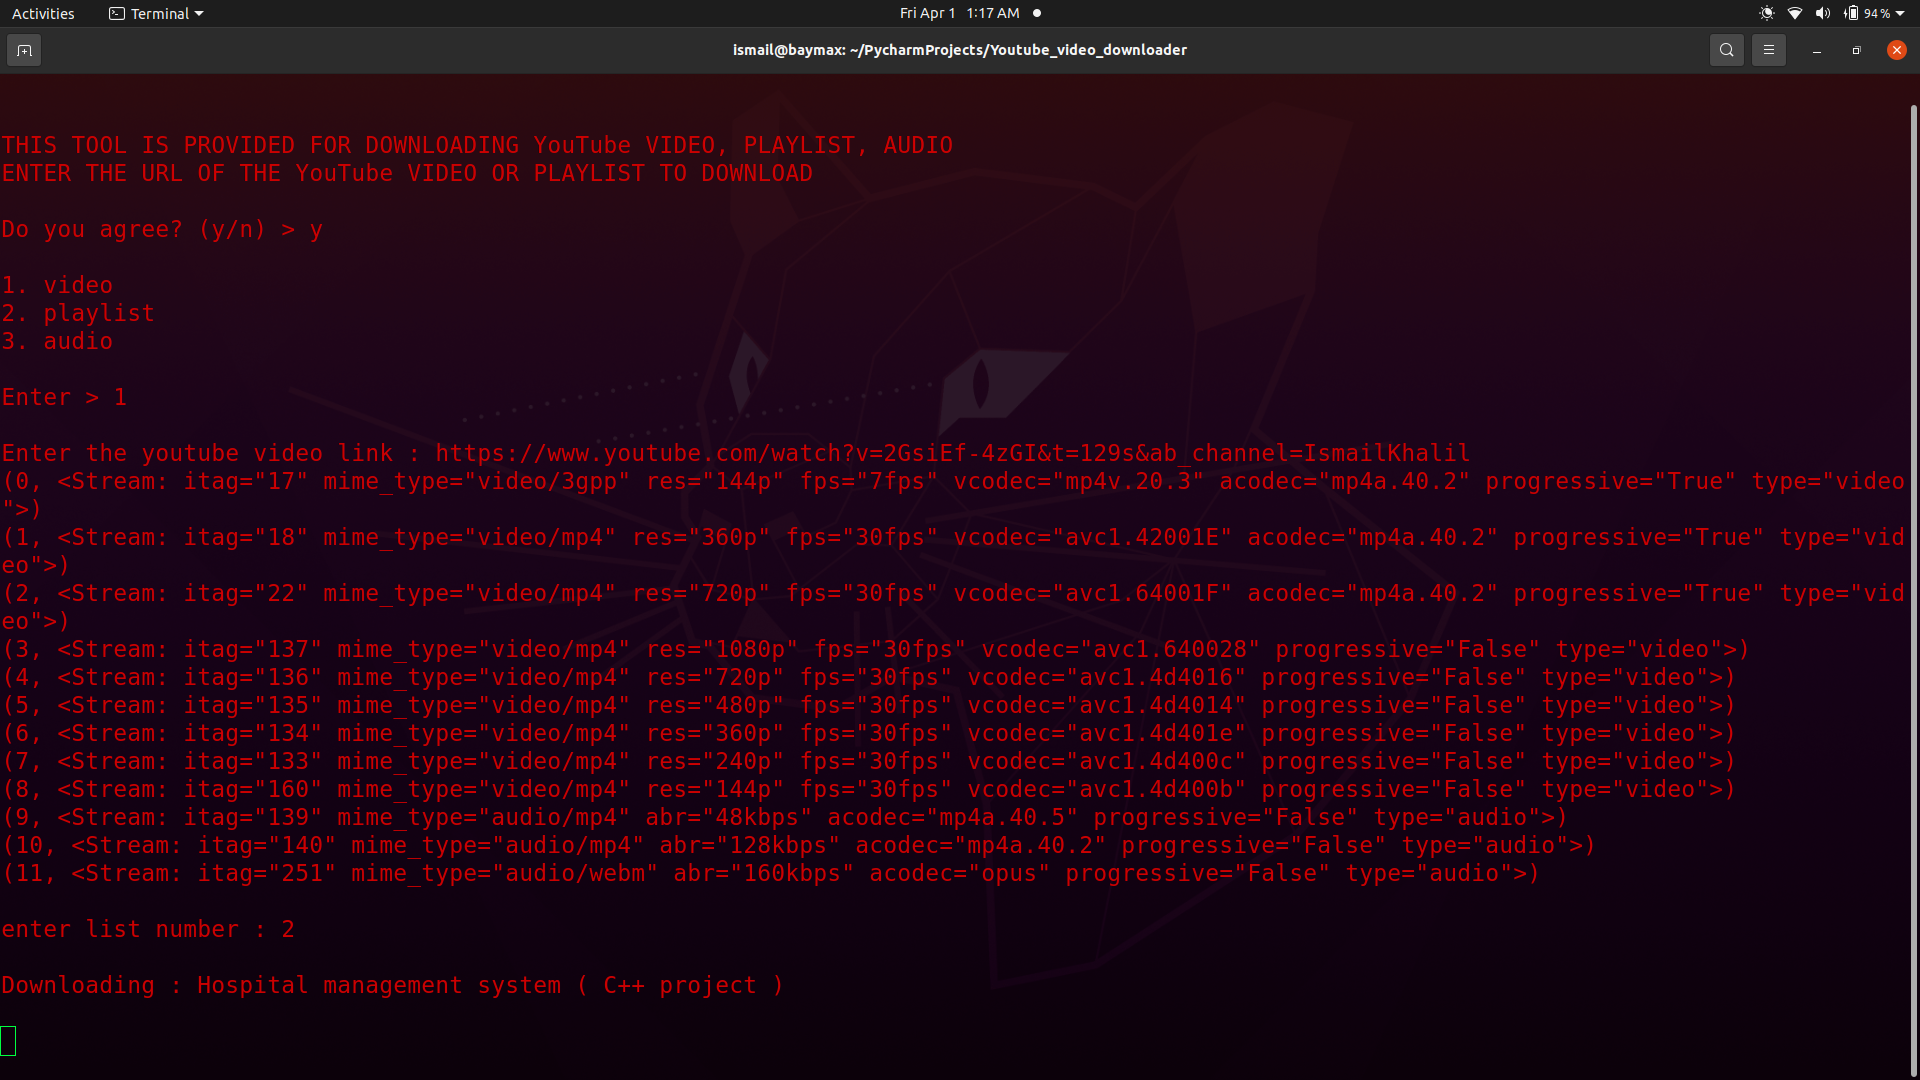 Activities Terminal Fri Apr 1 1:17 AM 94 %
ismail@baymax: ~/PycharmProjects/Youtube_video_downloader
THIS TOOL IS PROVIDED FOR DOWNLOADING YouTube VIDEO, PLAYLIST, AUDIO
ENTER THE URL OF THE YouTube VIDEO OR PLAYLIST TO DOWNLOAD
Do you agree? (y/n) > y
1. video
2. playlist
3. audio
Enter > 1
Enter the youtube video link : https://www.youtube.com/watch?v=2GsiEf-4zGI&t=129s&ab_channel=IsmailKhalil
(0, <Stream: itag="17" mime_type="video/3gpp" res="144p" fps="7fps" vcodec="mp4v.20.3" acodec="mp4a.40.2" progressive="True" type="video
">)
(1, <Stream: itag="18" mime_type="video/mp4" res="360p" fps="30fps" vcodec="avc1.42001E" acodec="mp4a.40.2" progressive="True" type="vid
eo">)
(2, <Stream: itag="22" mime_type="video/mp4" res="720p" fps="30fps" vcodec="avc1.64001F" acodec="mp4a.40.2" progressive="True" type="vid
eo">)
(3, <Stream: itag="137" mime_type="video/mp4" res="1080p" fps="30fps" vcodec="avc1.640028" progressive="False" type="video">)
(4, <Stream: itag="136" mime_type="video/mp4" res="720p" fps="30fps" vcodec="avc1.4d4016" progressive="False" type="video">)
(5, <Stream: itag="135" mime_type="video/mp4" res="480p" fps="30fps" vcodec="avc1.4d4014" progressive="False" type="video">)
(6, <Stream: itag="134" mime_type="video/mp4" res="360p" fps="30fps" vcodec="avc1.4d401e" progressive="False" type="video">)
(7, <Stream: itag="133" mime_type="video/mp4" res="240p" fps="30fps" vcodec="avc1.4d400c" progressive="False" type="video">)
(8, <Stream: itag="160" mime_type="video/mp4" res="144p" fps="30fps" vcodec="avc1.4d400b" progressive="False" type="video">)
(9, <Stream: itag="139" mime_type="audio/mp4" abr="48kbps" acodec="mp4a.40.5" progressive="False" type="audio">)
(10, <Stream: itag="140" mime_type="audio/mp4" abr="128kbps" acodec="mp4a.40.2" progressive="False" type="audio">)
(11, <Stream: itag="251" mime_type="audio/webm" abr="160kbps" acodec="opus" progressive="False" type="audio">)
enter list number : 2
Downloading : Hospital management system ( C++ project )